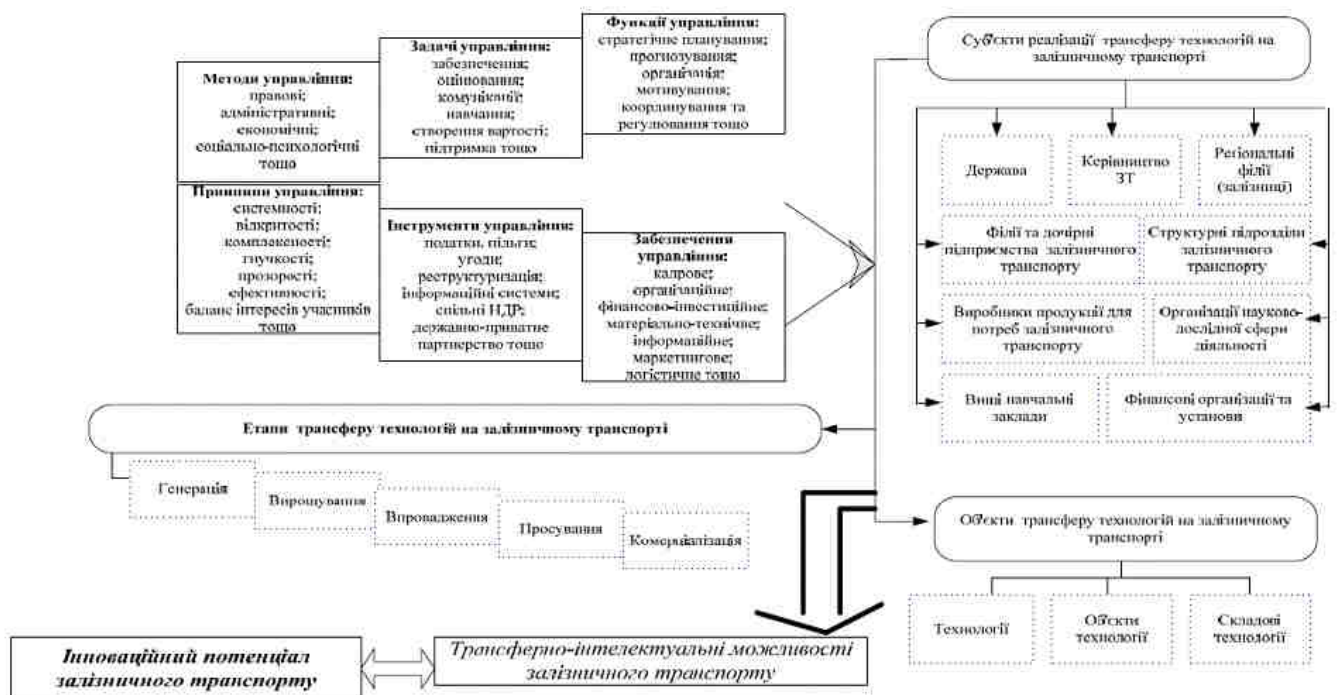 Методи управління:
правові;
адміністративні;
економічні;
соціально-психологічні
тощо
Задачі управління:
забезпечення;
оцінювання;
комунікації;
навчання;
створення вартості;
підтримка тощо
Функції управління:
стратегічне планування;
прогнозування;
організація;
мотивування;
координування та
регулювання тощо
Принципи управління:
системності;
відкритості;
комплексності;
гнучкості;
прозорості;
ефективності;
баланс інтересів учасників
тощо
Інструменти управління:
податки, пільги;
угоди;
реструктуризація;
інформаційні системи;
спільні НДР;
державно-приватне
партнерство тощо
Забезпечення
управління:
кадрове;
організаційне;
фінансово-інвестиційне;
матеріально-технічне;
інформаційне;
маркетингове;
логістичне тощо
Суб'єкти реалізації трансферу технологій на
залізничному транспорті
Держава
Керівництво
ЗТ
Регіональні
філії
(залізниці)
Філії та дочірні
підприємства залізничного
транспорту
Структурні підрозділи
залізничного
транспорту
Виробники продукції для
потреб залізничного
транспорту
Організації науково-
дослідної сфери
діяльності
Вищі навчальні
заклади
Фінансові організації та
установи
Етапи трансферу технологій на залізничному транспорті
Генерація
Вирощування
Впровадження
Просування
Комерціалізація
Об'єкти трансферу технологій на залізничному
транспорті
Технології
Об'єкти
технології
Складові
технології
Інноваційний потенціал
залізничного транспорту
Трансферно-інтелектуальні можливості
залізничного транспорту